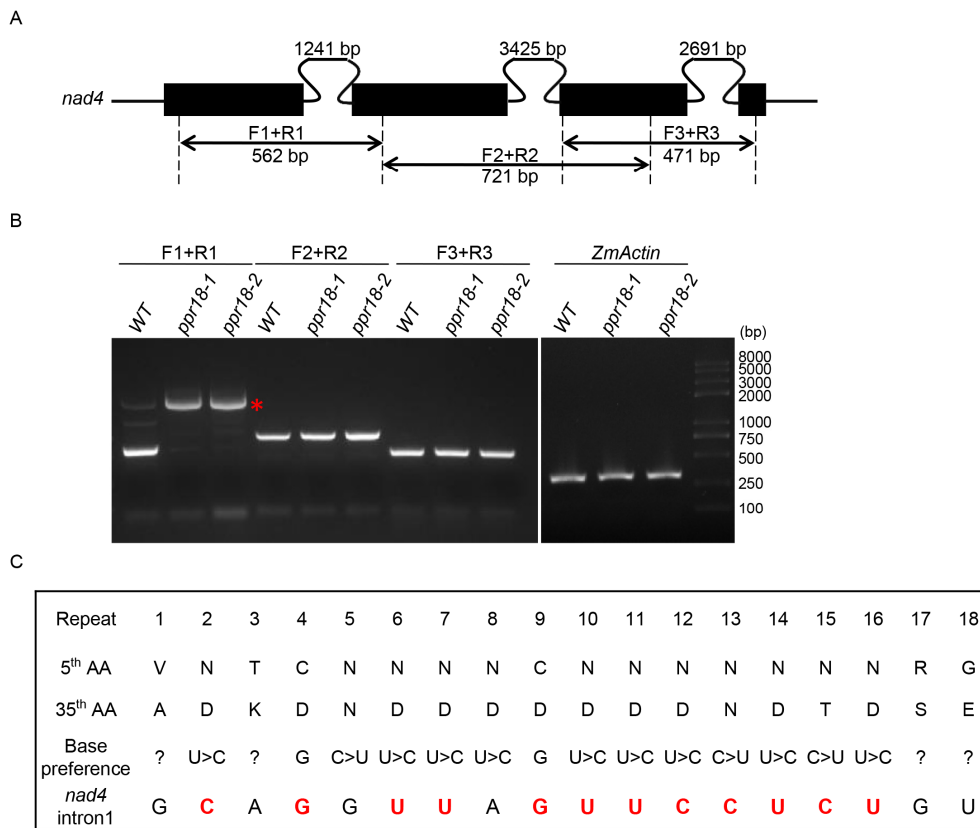 A
1241 bp 3425 bp 2691 bp
nad4
F1+R1 F3+R3
562 bp F2+R2 471 bp
721 bp
B
F1+R1 F2+R2 F3+R3 ZmActin
WT ppr18-1 ppr18-2 WT ppr18-1 ppr18-2 WT ppr18-1 ppr18-2 WT ppr18-1 ppr18-2
(bp)
8000
5000
3000
2000
*
1000
750
500
250
100
C
Repeat 1 2 3 4 5 6 7 8 9 10 11 12 13 14 15 16 17 18
5th AA V N T C N N N N C N N N N N N N R G
35th AA A D K D N D D D D D D D N D T D S E
Base preference ? U>C ? G C>U U>C U>C U>C G U>C U>C U>C C>U U>C C>U U>C ? ?
nad4 intron1 G C A G G U U A G U U C C U C U G U